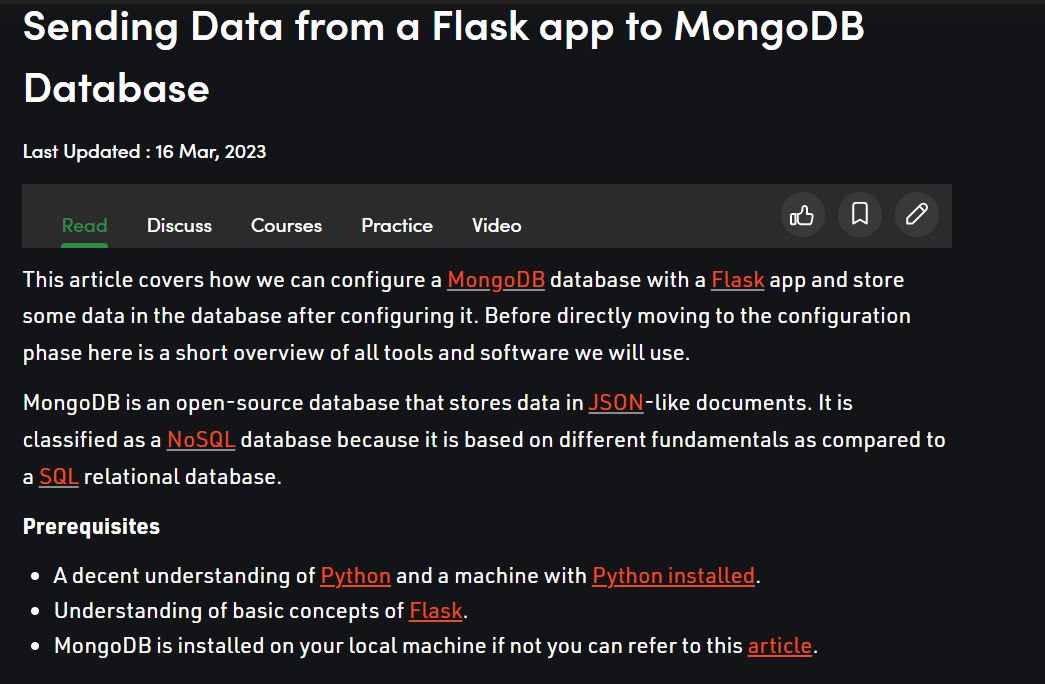 Sending Data from a Flask app to MongoDB
Database
Last Updated : 16 Mar, 2023
Read Discuss Courses Practice Video
This article covers how we can configure a MongoDB database with a Flask app and store
some data in the database after configuring it. Before directly moving to the configuration
phase here is a short overview of all tools and software we will use.
MongoDB is an open-source database that stores data in JSON-like documents. It is
classified as a NoSQL database because it is based on different fundamentals as compared to
a SQL relational database.
Prerequisites
• A decent understanding of Python and a machine with Python installed.
• Understanding of basic concepts of Flask.
• MongoDB is installed on your local machine if not you can refer to this article.